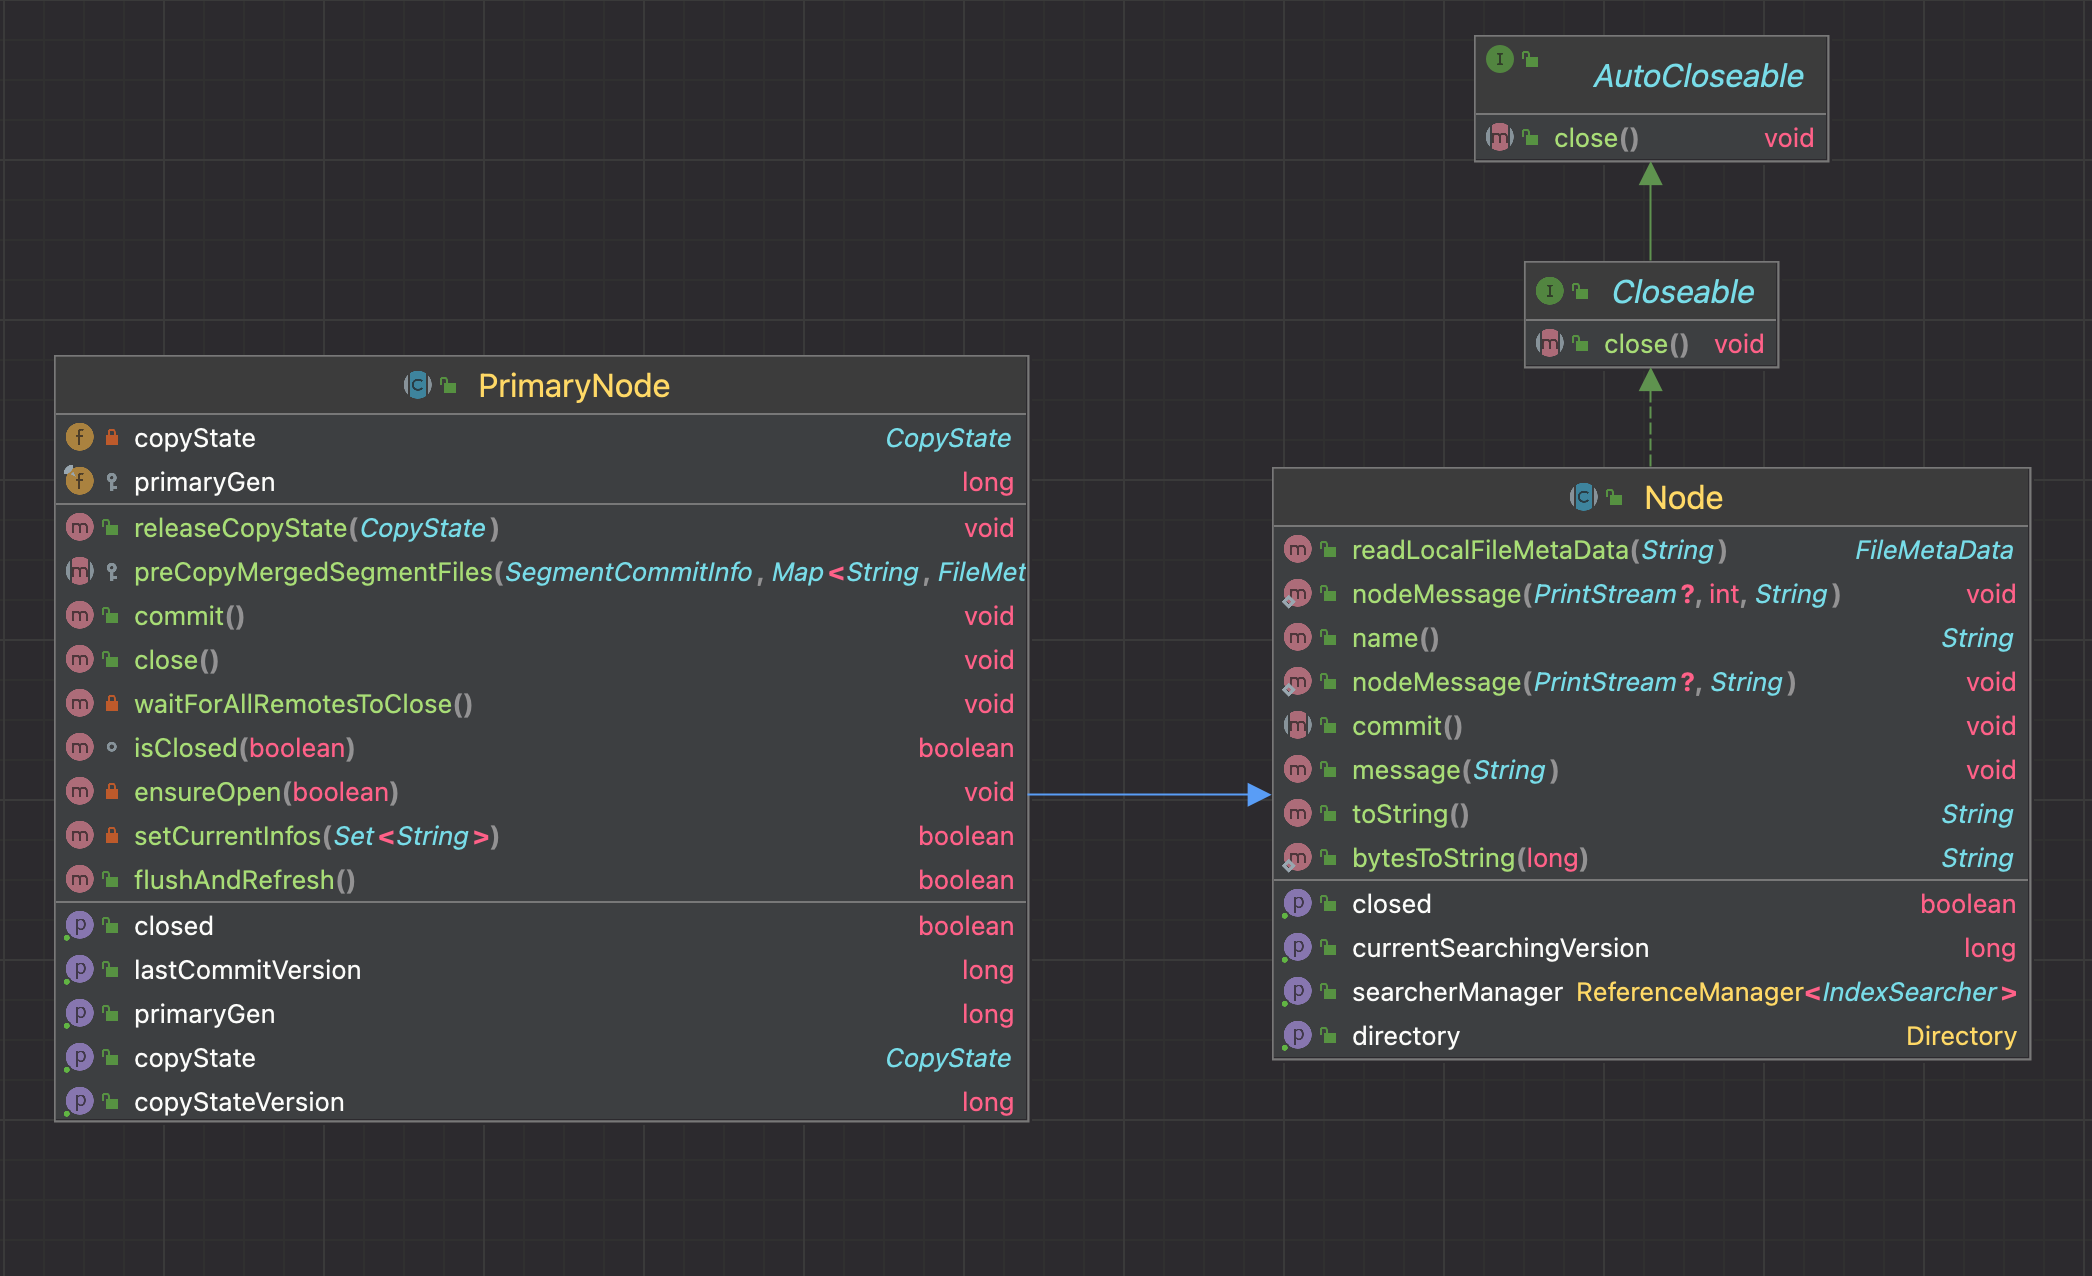 AutoCloseable
close() void
Closeable
close() void
PrimaryNode
copyState CopyState
primaryGen long
releaseCopyState(CopyState) void
preCopyMergedSegmentFiles(SegmentCommitInfo, Map<String, FileMet
commit() void
close() void
waitForAllRemotesToClose() void
isClosed(boolean) boolean
ensureOpen(boolean) void
setCurrentInfos(Set<String>) boolean
flushAndRefresh() boolean
closed boolean
lastCommitVersion long
primaryGen long
copyState CopyState
copyStateVersion long
Node
readLocalFileMetaData(String) FileMetaData
nodeMessage(PrintStream?, int, String) void
name() String
nodeMessage(PrintStream?, String) void
commit() void
message(String) void
toString() String
bytesToString(long) String
closed boolean
currentSearchingVersion long
searcherManager ReferenceManager<IndexSearcher>
directory Directory